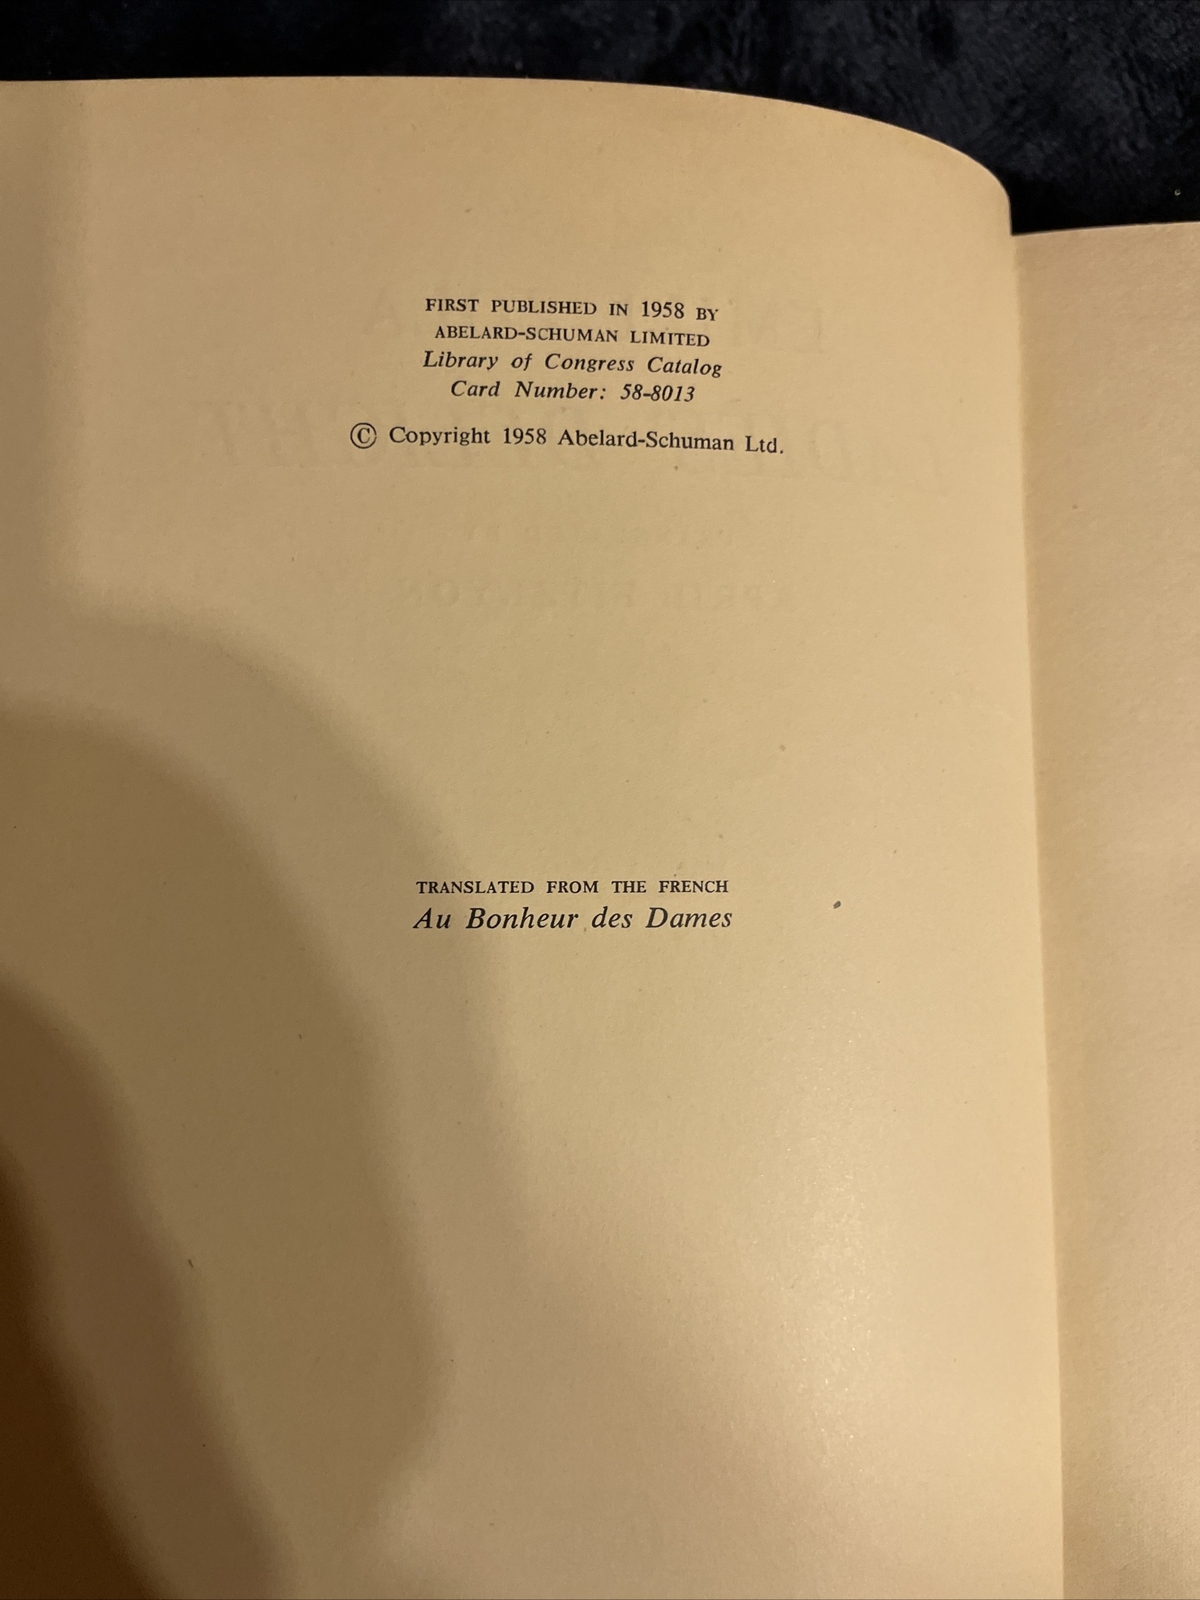 FIRST PUBLISHED IN 1958 BY
ABELARD-SCHUMAN LIMITED
Library of Congress Catalog
Card Number: 58-8013
© Copyright 1958 Abelard-Schuman Ltd.
TRANSLATED FROM THE FRENCH
Au Bonheur des Dames